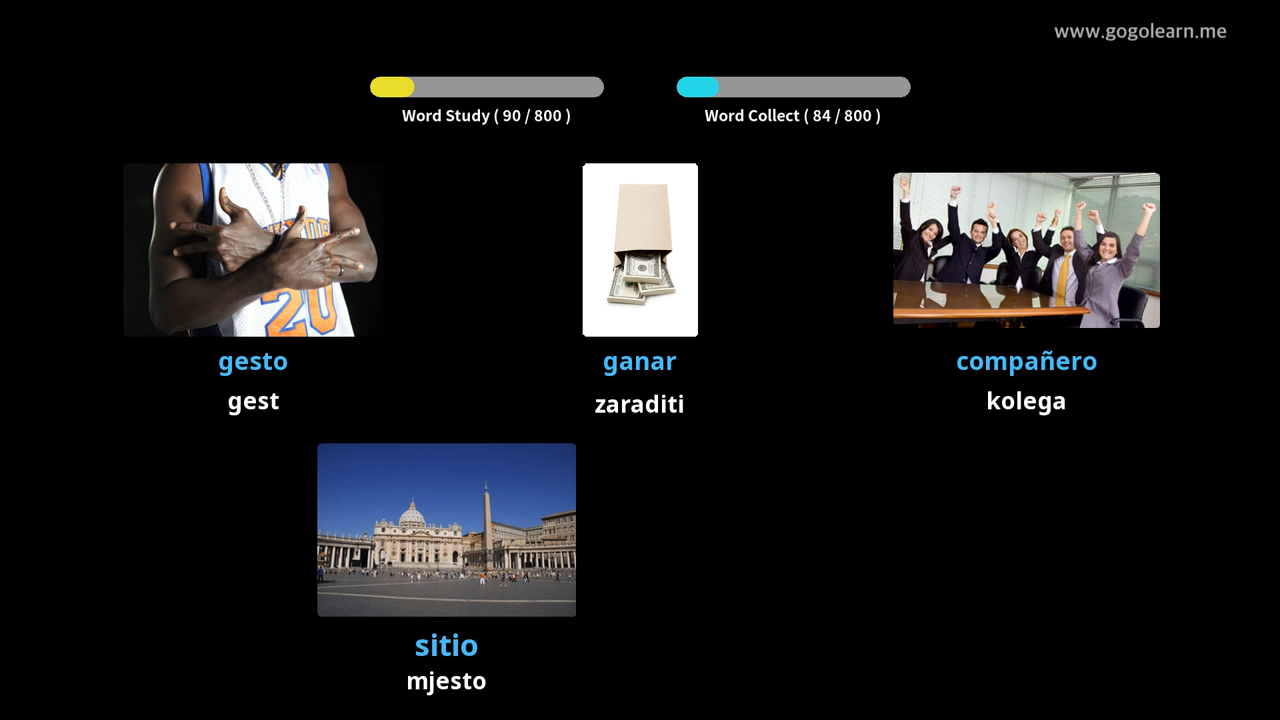 www.gogolearn.me
Word Study ( 90 / 800 )
Word Collect ( 84 / 800 )
20
gesto
gest
ganar
zaraditi
compañero
kolega
sitio
mjesto